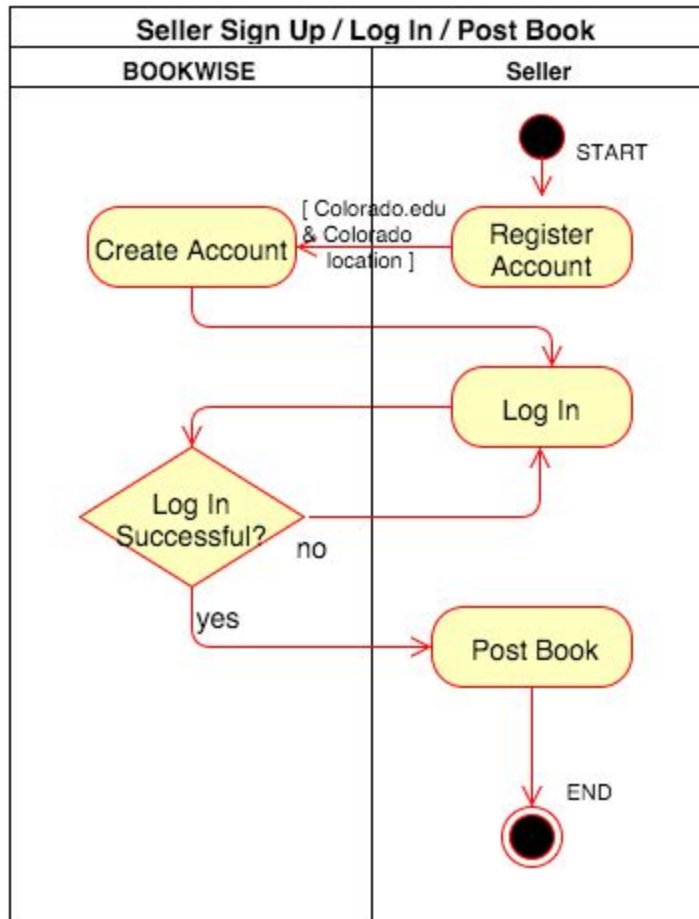 Seller Sign Up / Log In / Post Book
BOOKWISE
Seller
START
[ Colorado.edu
& Colorado
location ]
Create Account
Register
Account
Log In
Log In
Successful?
no
yes
Post Book
END